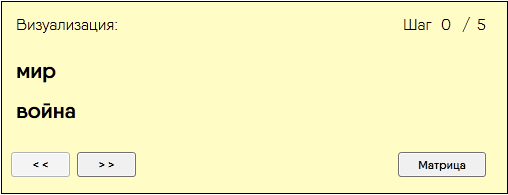 Визуализация: Шаг 0 / 5
мир
война
< < > > Матрица